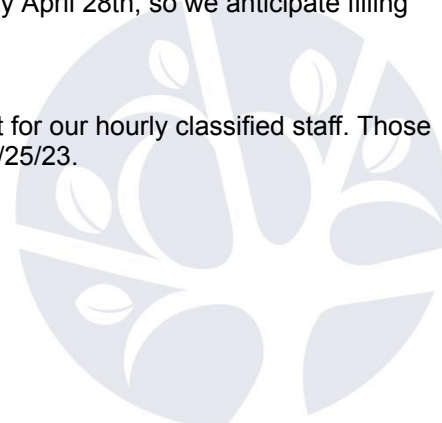 y April 28th, so we anticipate filling
t for our hourly classified staff. Those
/25/23.